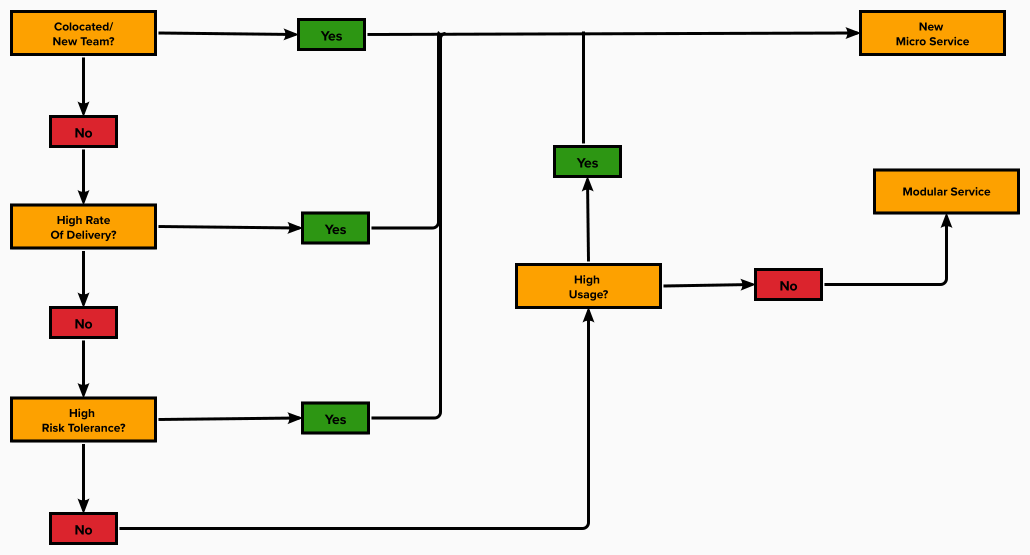 Colocated/
New Team?
Yes
New
Micro Service
No
Yes
Modular Service
High Rate
Of Delivery?
Yes
High
Usage?
No
No
High
Risk Tolerance?
Yes
No